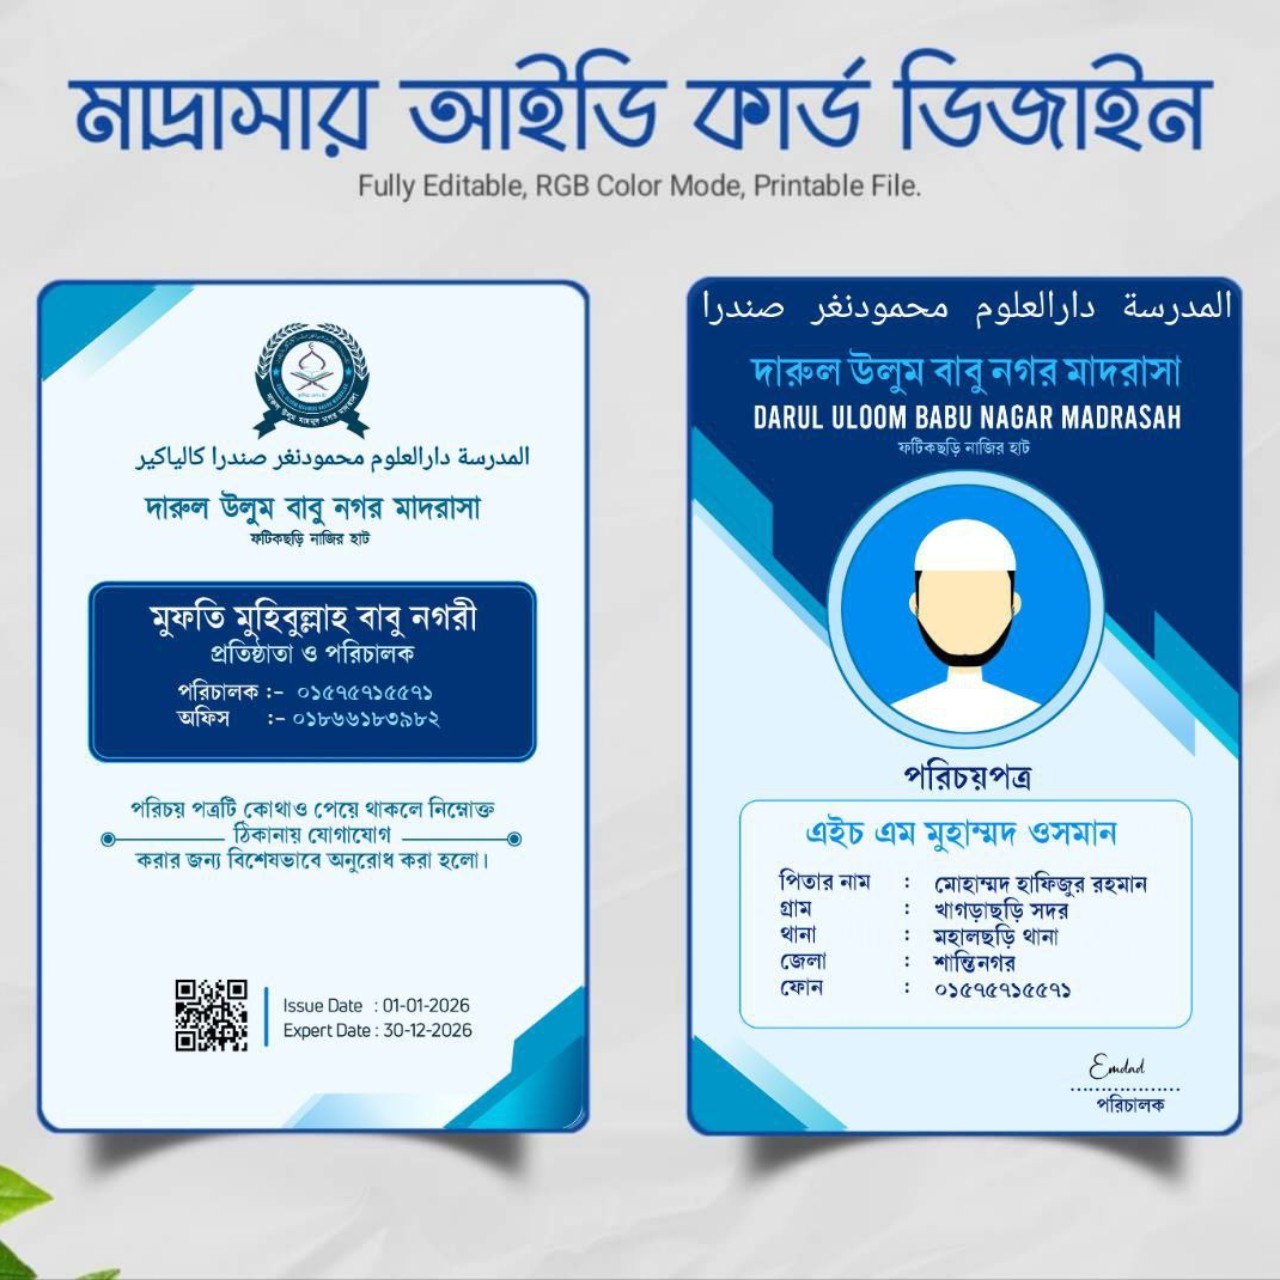 মাদ্রাসার আইডি কার্ড ডিজাইন
Fully Editable, RGB Color Mode, Printable File.
المدرسة دارالعلوم محمودنغر صندرا كالياكير
দারুল উলুম বাবু নগর মাদরাসা
ফটিকছড়ি নাজির হাট
মুফতি মুহিবুল্লাহ বাবু নগরী
প্রতিষ্ঠাতা ও পরিচালক
পরিচালক :- ০১৫৭৫৭১৫৫৭১
অফিস :- ০১৮৬৬১৮৩৯৮২
পরিচয় পত্রটি কোথাও পেয়ে থাকলে নিম্নোক্ত
ঠিকানায় যোগাযোগ
করার জন্য বিশেষভাবে অনুরোধ করা হলো।
Issue Date : 01-01-2026
Expert Date : 30-12-2026
المدرسة دارالعلوم محمودنغر صندرا
দারুল উলুম বাবু নগর মাদরাসা
DARUL ULOOM BABU NAGAR MADRASAH
ফটিকছড়ি নাজির হাট
পরিচয়পত্র
এইচ এম মুহাম্মদ ওসমান
পিতার নাম : মোহাম্মদ হাফিজুর রহমান
গ্রাম : খাগড়াছড়ি সদর
থানা : মহালছড়ি থানা
জেলা : শান্তিনগর
ফোন : ০১৫৭৫৭১৫৫৭১
Emdad
পরিচালক